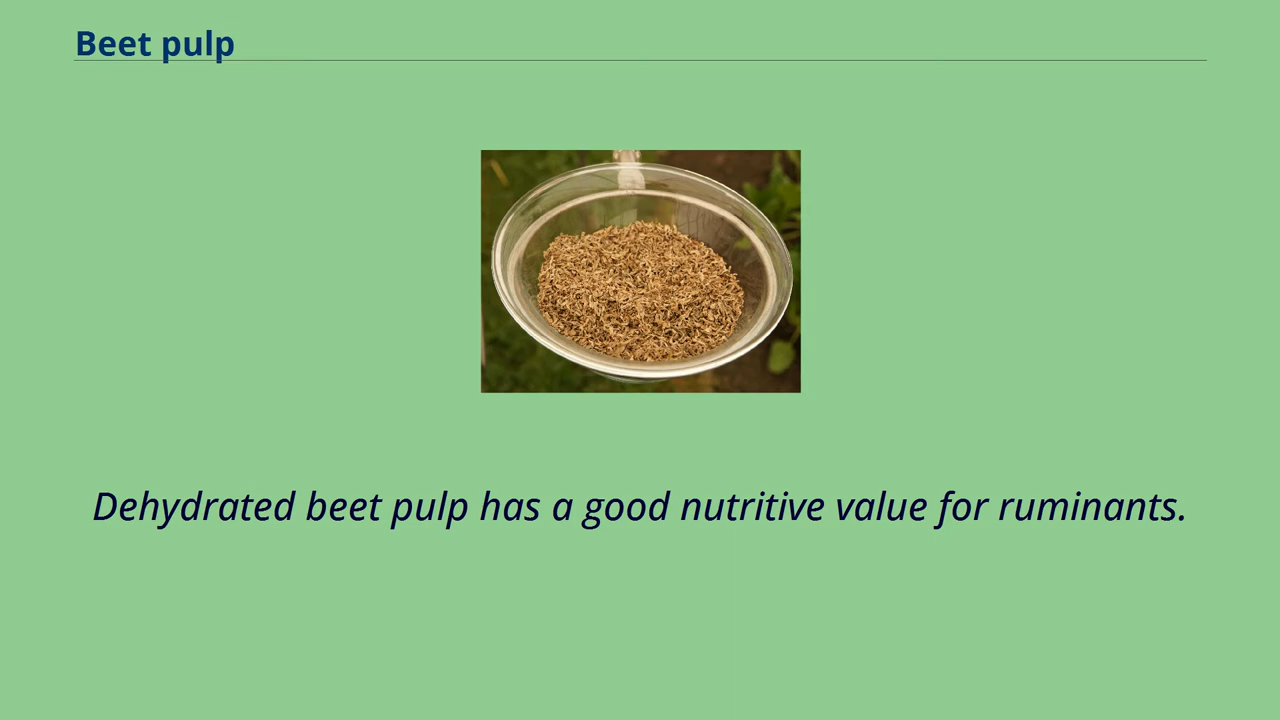 Beet pulp
Dehydrated beet pulp has a good nutritive value for ruminants.